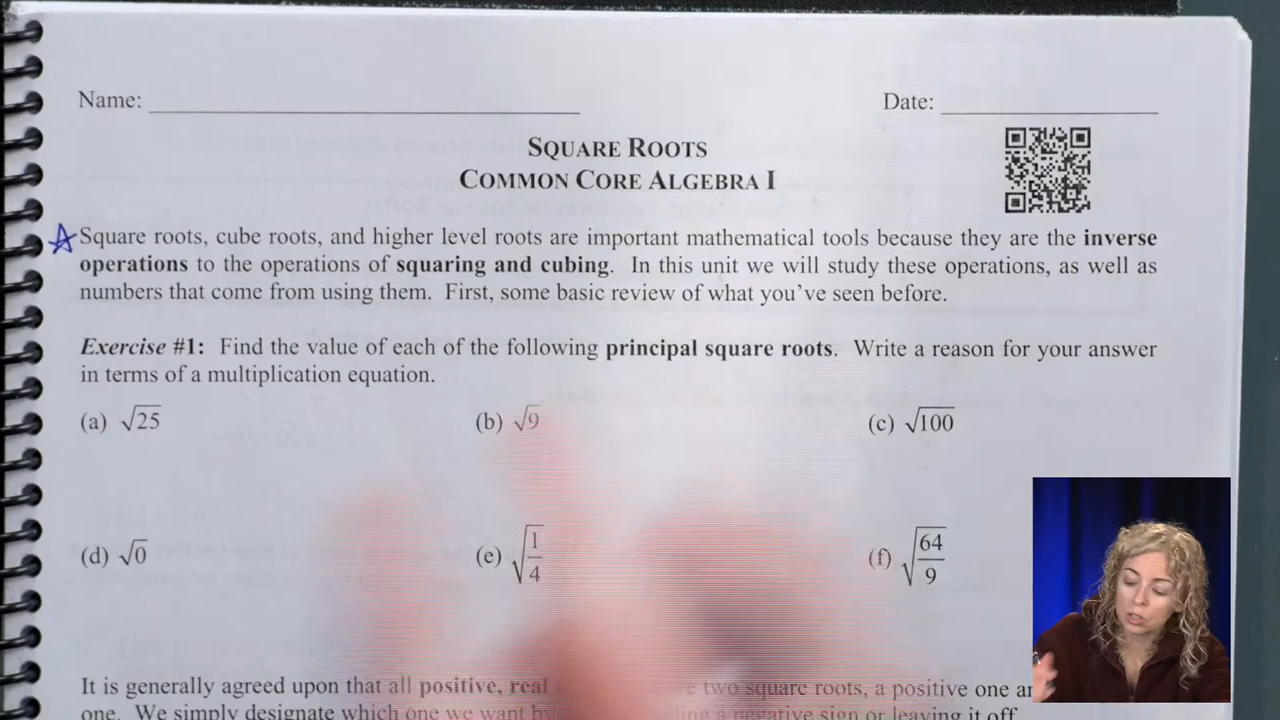 Name: ____ Date: ____
SQUARE ROOTS
COMMON CORE ALGEBRA I
Square roots, cube roots, and higher level roots are important mathematical tools because they are the inverse
operations to the operations of squaring and cubing. In this unit we will study these operations, as well as
numbers that come from using them. First, some basic review of what you've seen before.
Exercise #1: Find the value of each of the following principal square roots. Write a reason for your answer
in terms of a multiplication equation.
(a) √25 (b) √9 (c) √100
(d) √0 (e) √1/4 (f) √64/9
It is generally agreed upon that all positive, real two square roots, a positive one
one. We simply designate which one we want a negative sign or leaving it off.